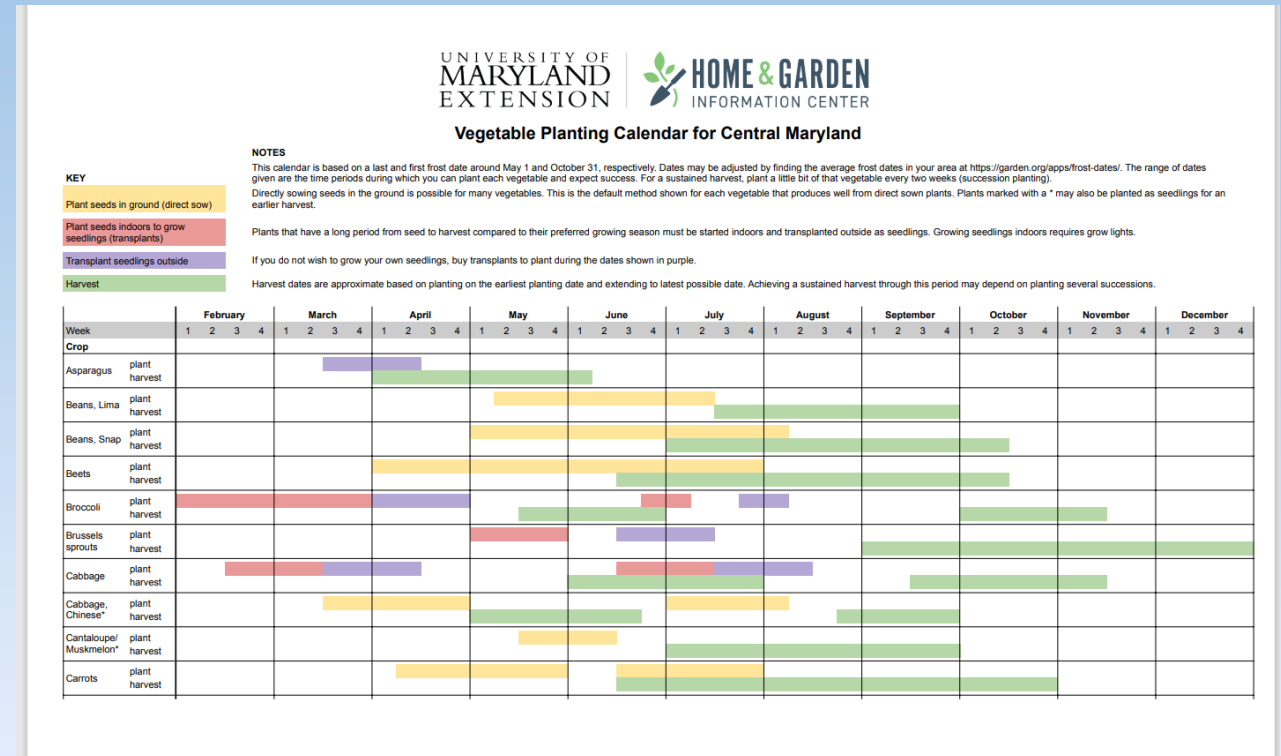 UNIVERSITY OF
MARYLAND
EXTENSION
HOME & GARDEN
INFORMATION CENTER
Vegetable Planting Calendar for Central Maryland
NOTES
This calendar is based on a last and first frost date around May 1 and October 31, respectively. Dates may be adjusted by finding the average frost dates in your area at https://garden.org/apps/frost-dates/. The range of dates
given are the time periods during which you can plant each vegetable and expect success. For a sustained harvest, plant a little bit of that vegetable every two weeks (succession planting).
KEY
Plant seeds in ground (direct sow)
Directly sowing seeds in the ground is possible for many vegetables. This is the default method shown for each vegetable that produces well from direct sown plants. Plants marked with a * may also be planted as seedlings for an
earlier harvest.
Plant seeds indoors to grow
seedlings (transplants)
Plants that have a long period from seed to harvest compared to their preferred growing season must be started indoors and transplanted outside as seedlings. Growing seedlings indoors requires grow lights.
Transplant seedlings outside
If you do not wish to grow your own seedlings, buy transplants to plant during the dates shown in purple.
Harvest
Harvest dates are approximate based on planting on the earliest planting date and extending to latest possible date. Achieving a sustained harvest through this period may depend on planting several successions.
February March April May June July August September October November December
Week 1 2 3 4 1 2 3 4 1 2 3 4 1 2 3 4 1 2 3 4 1 2 3 4 1 2 3 4 1 2 3 4 1 2 3 4 1 2 3 4 1 2 3 4
Crop
Asparagus plant
harvest
Beans, Lima plant
harvest
Beans, Snap plant
harvest
Beets plant
harvest
Broccoli plant
harvest
Brussels plant
sprouts harvest
Cabbage plant
harvest
Cabbage, plant
Chinese* harvest
Cantaloupe/ plant
Muskmelon* harvest
Carrots plant
harvest